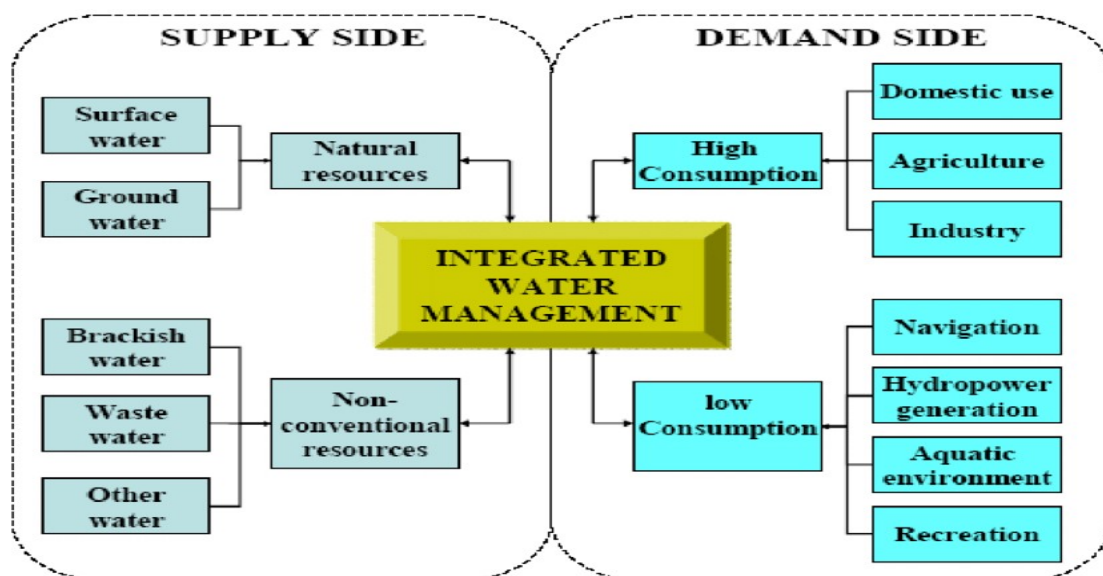 SUPPLY SIDE
Surface
water
Ground
water
Natural
resources
Brackish
water
Waste
water
Other
water
Non-
conventional
resources
INTEGRATED
WATER
MANAGEMENT
DEMAND SIDE
High
Consumption
Domestic use
Agriculture
Industry
low
Consumption
Navigation
Hydropower
generation
Aquatic
environment
Recreation